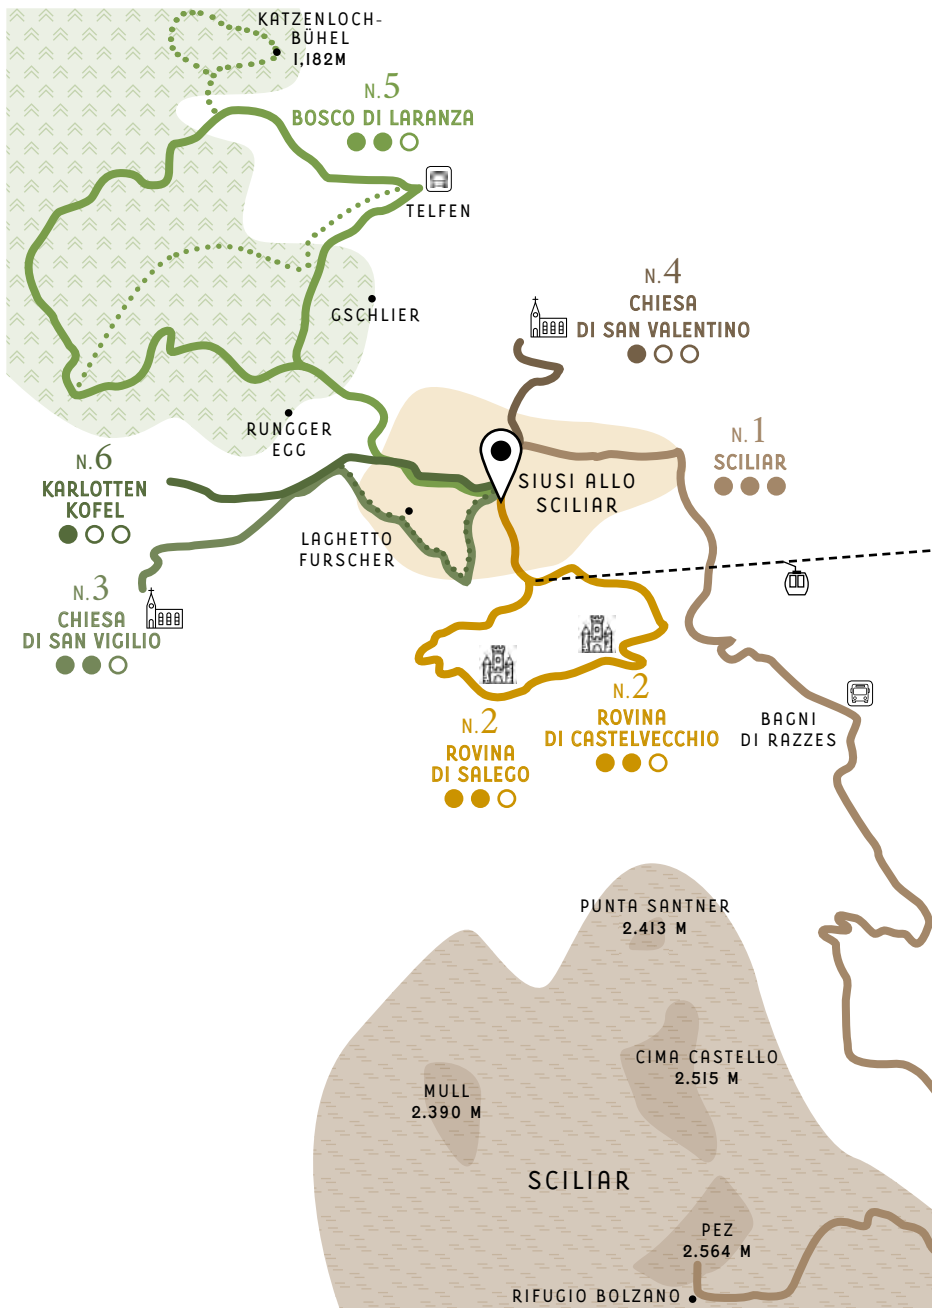 KATZENLOCH-
BÜHEL
1,182M
N.5
BOSCO DI LARANZA
TELFEN
GSCHLIER
N.4
CHIESA
DI SAN VALENTINO
RUNGGER
EGG
N.1
SCILIAR
N.6
KARLOTTEN
KOFEL
SIUSI ALLO
SCILIAR
LAGHETTO
FURSCHER
N.3
CHIESA
DI SAN VIGILIO
N.2
ROVINA
DI CASTELVECCHIO
N.2
ROVINA
DI SALEGO
BAGNI
DI RAZZES
PUNTA SANTNER
2.413 M
CIMA CASTELLO
2.515 M
MULL
2.390 M
SCILIAR
PEZ
2.564 M
RIFUGIO BOLZANO